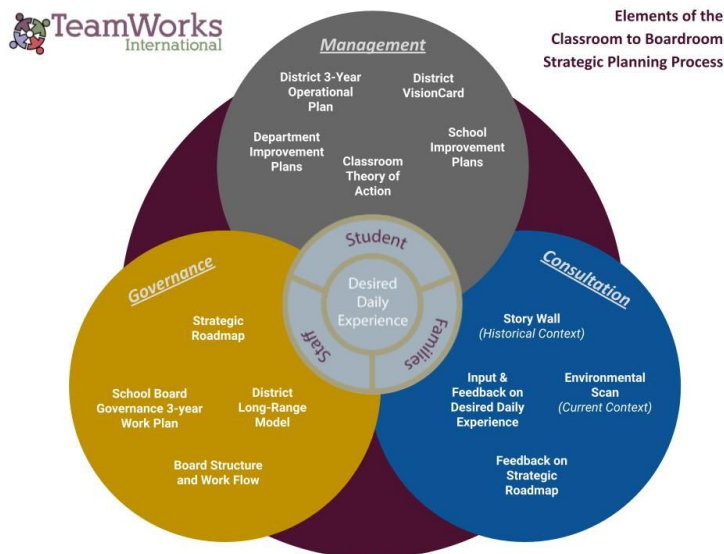 TeamWorks
International
Elements of the
Classroom to Boardroom
Strategic Planning Process
Management
District 3-Year
Operational
Plan
District
VisionCard
Department
Improvement
Plans
Classroom
Theory of
Action
School
Improvement
Plans
Student
Desired
Daily
Experience
Staff
Families
Governance
Strategic
Roadmap
School Board
Governance 3-year
Work Plan
District
Long-Range
Model
Board Structure
and Work Flow
Consultation
Story Wall
(Historical Context)
Input &
Feedback on
Desired Daily
Experience
Environmental
Scan
(Current Context)
Feedback on
Strategic
Roadmap